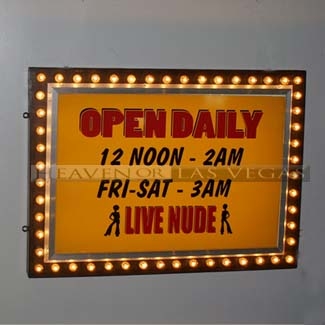 OPEN DAILY
12 NOON - 2AM
HEAVEN OR LAS VEGAS
FRI-SAT - 3AM
LIVE NUDE